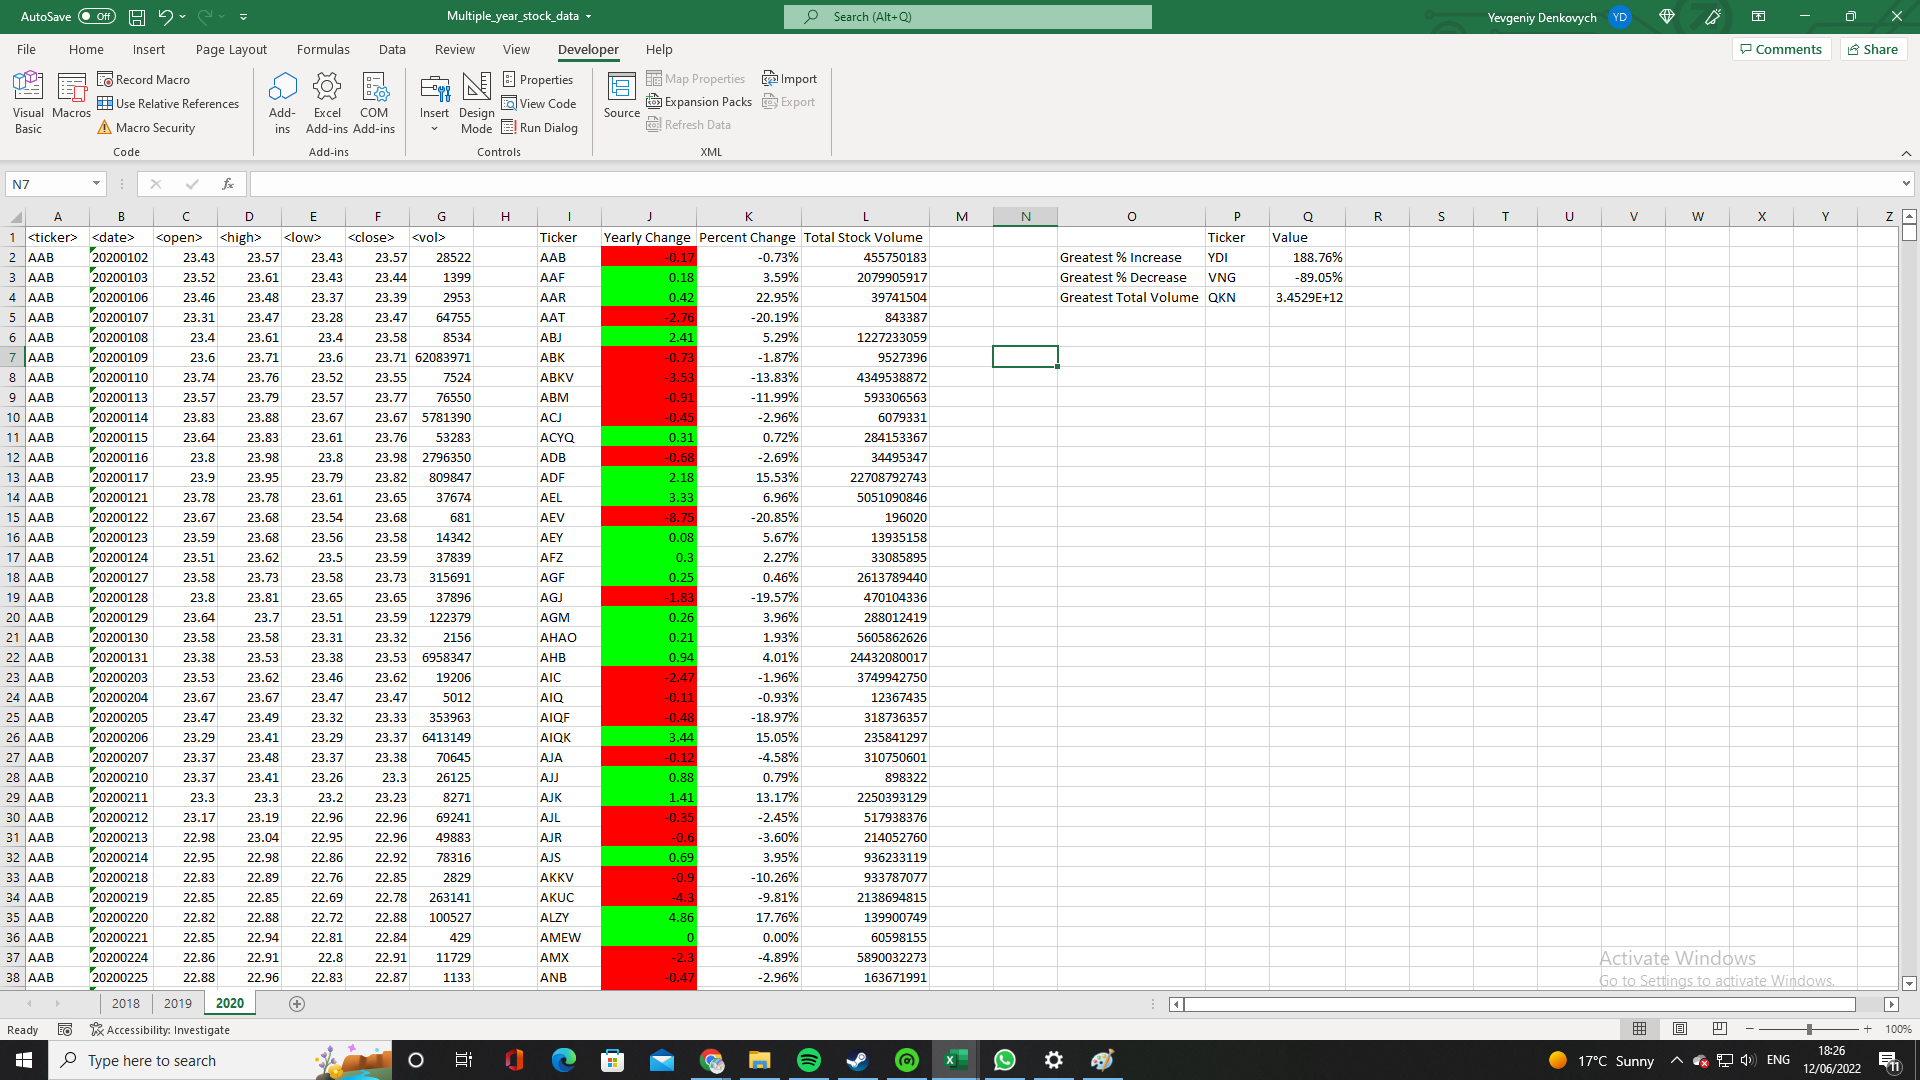 AutoSave Off Multiple_year_stock_data Search (Alt+Q) Yevgeniy Denkovych YD
File Home Insert Page Layout Formulas Data Review View Developer Help Comments Share
Visual Basic Macros Record Macro Use Relative References Macro Security
Add-ins Excel Add-ins COM Add-ins
Insert Design Mode Properties View Code Run Dialog
Source Map Properties Expansion Packs Refresh Data Import Export
Code Add-ins Controls XML
N7 fx
A B C D E F G H I J K L M N O P Q R S T U V W X Y Z
1 <ticker> <date> <open> <high> <low> <close> <vol> Ticker Yearly Change Percent Change Total Stock Volume Ticker Value
2 AAB 20200102 23.43 23.57 23.43 23.57 28522 AAB -0.17 -0.73% 455750183 Greatest % Increase YDI 188.76%
3 AAB 20200103 23.52 23.61 23.43 23.44 1399 AAF 0.18 3.59% 2079905917 Greatest % Decrease VNG -89.05%
4 AAB 20200106 23.46 23.48 23.37 23.39 2953 AAR 0.42 22.95% 39741504 Greatest Total Volume QKN 3.4529E+12
5 AAB 20200107 23.31 23.47 23.28 23.47 64755 AAT -2.76 -20.19% 843387
6 AAB 20200108 23.4 23.61 23.4 23.58 8534 ABJ 2.41 5.29% 1227233059
7 AAB 20200109 23.6 23.71 23.6 23.71 62083971 ABK -0.73 -1.87% 9527396
8 AAB 20200110 23.74 23.76 23.52 23.55 7524 ABKV -3.53 -13.83% 4349538872
9 AAB 20200113 23.57 23.79 23.57 23.77 76550 ABM -0.91 -11.99% 593306563
10 AAB 20200114 23.83 23.88 23.67 23.67 5781390 ACJ -0.45 -2.96% 6079331
11 AAB 20200115 23.64 23.83 23.61 23.76 53283 ACYQ 0.31 0.72% 284153367
12 AAB 20200116 23.8 23.98 23.8 23.98 2796350 ADB -0.68 -2.69% 34495347
13 AAB 20200117 23.9 23.95 23.79 23.82 809847 ADF 2.18 15.53% 22708792743
14 AAB 20200121 23.78 23.78 23.61 23.65 37674 AEL 3.33 6.96% 5051090846
15 AAB 20200122 23.67 23.68 23.54 23.68 681 AEV -8.75 -20.85% 196020
16 AAB 20200123 23.59 23.68 23.56 23.58 14342 AEY 0.08 5.67% 13935158
17 AAB 20200124 23.51 23.62 23.5 23.59 37839 AFZ 0.3 2.27% 33085895
18 AAB 20200127 23.58 23.73 23.58 23.73 315691 AGF 0.25 0.46% 2613789440
19 AAB 20200128 23.8 23.81 23.65 23.65 37896 AGJ -1.83 -19.57% 470104336
20 AAB 20200129 23.64 23.7 23.51 23.59 122379 AGM 0.26 3.96% 288012419
21 AAB 20200130 23.58 23.58 23.31 23.32 2156 AHAO 0.21 1.93% 5605862626
22 AAB 20200131 23.38 23.53 23.38 23.53 6958347 AHB 0.94 4.01% 24432080017
23 AAB 20200203 23.53 23.62 23.46 23.62 19206 AIC -2.47 -1.96% 3749942750
24 AAB 20200204 23.67 23.67 23.47 23.47 5012 AIQ -0.11 -0.93% 12367435
25 AAB 20200205 23.47 23.49 23.32 23.33 353963 AIQF -0.48 -18.97% 318736357
26 AAB 20200206 23.29 23.41 23.29 23.37 6413149 AIQK 3.44 15.05% 235841297
27 AAB 20200207 23.37 23.48 23.37 23.38 70645 AJA -0.12 -4.58% 310750601
28 AAB 20200210 23.37 23.41 23.26 23.3 26125 AJJ 0.88 0.79% 898322
29 AAB 20200211 23.3 23.3 23.2 23.23 8271 AJK 1.41 13.17% 2250393129
30 AAB 20200212 23.17 23.19 22.96 22.96 69241 AJL -0.35 -2.45% 517938376
31 AAB 20200213 22.98 23.04 22.95 22.96 49883 AJR -0.6 -3.60% 214052760
32 AAB 20200214 22.95 22.98 22.86 22.92 78316 AJS 0.69 3.95% 936233119
33 AAB 20200218 22.83 22.89 22.76 22.85 2829 AKKV -0.9 -10.26% 933787077
34 AAB 20200219 22.85 22.85 22.69 22.78 263141 AKUC -4.3 -9.81% 2138694815
35 AAB 20200220 22.82 22.88 22.72 22.88 100527 ALZY 4.86 17.76% 139900749
36 AAB 20200221 22.85 22.94 22.81 22.84 429 AMEW 0 0.00% 60598155
37 AAB 20200224 22.86 22.91 22.8 22.91 11729 AMX -2.3 -4.89% 5890032273
38 AAB 20200225 22.88 22.96 22.83 22.87 1133 ANB -0.47 -2.96% 163671991
Activate Windows
Go to Settings to activate Windows.
2018 2019 2020
Ready Accessibility: Investigate 100%
Type here to search 17°C Sunny ENG 18:26 12/06/2022 11